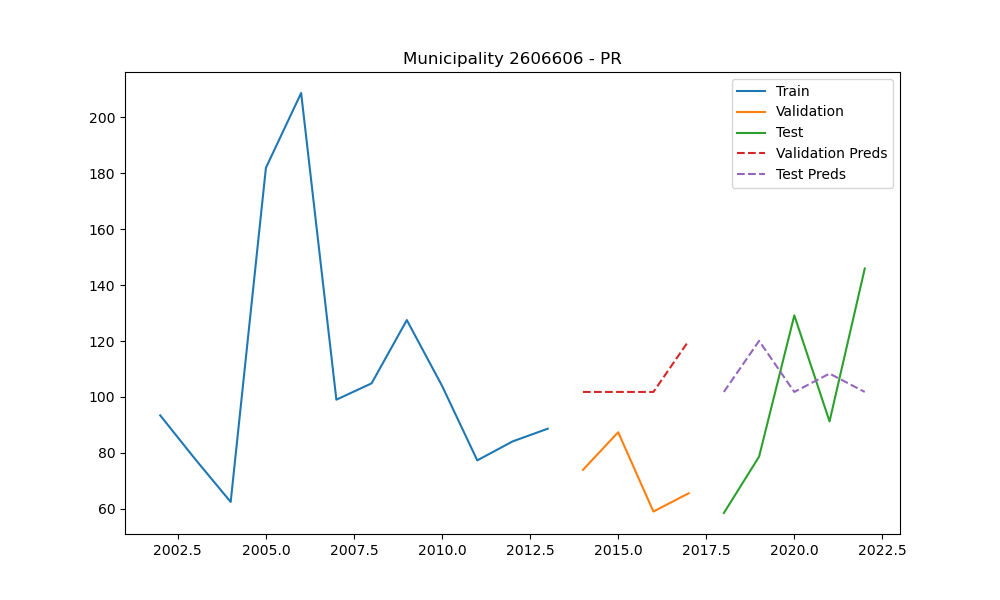 Municipality 2606606 - PR
Train
Validation
Test
Validation Preds
Test Preds
200
180
160
140
120
100
80
60
2002.5 2005.0 2007.5 2010.0 2012.5 2015.0 2017.5 2020.0 2022.5